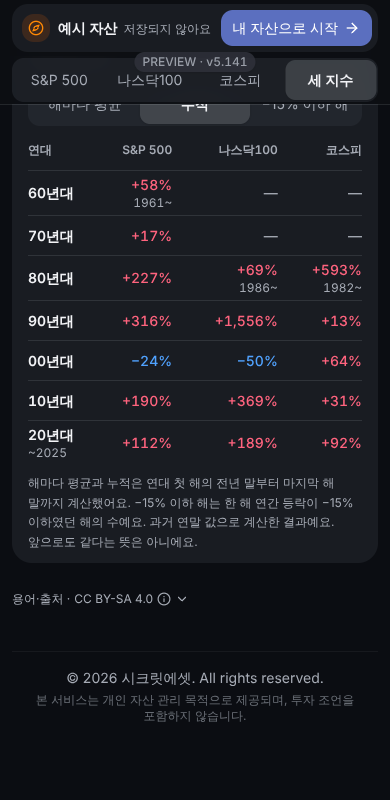 예시 자산 저장되지 않아요 내 자산으로 시작 →
PREVIEW · v5.141
S&P 500 나스닥100 코스피 세 지수
해마다 평균 누적 −15% 이하 해
연대 S&P 500 나스닥100 코스피
60년대 +58% — —
1961~
70년대 +17% — —
80년대 +227% +69% +593%
1986~ 1982~
90년대 +316% +1,556% +13%
00년대 −24% −50% +64%
10년대 +190% +369% +31%
20년대 +112% +189% +92%
~2025
해마다 평균과 누적은 연대 첫 해의 전년 말부터 마지막 해
말까지 계산했어요. −15% 이하 해는 한 해 연간 등락이 −15%
이하였던 해의 수예요. 과거 연말 값으로 계산한 결과예요.
앞으로도 같다는 뜻은 아니에요.
용어·출처 · CC BY-SA 4.0
© 2026 시크릿에셋. All rights reserved.
본 서비스는 개인 자산 관리 목적으로 제공되며, 투자 조언을
포함하지 않습니다.